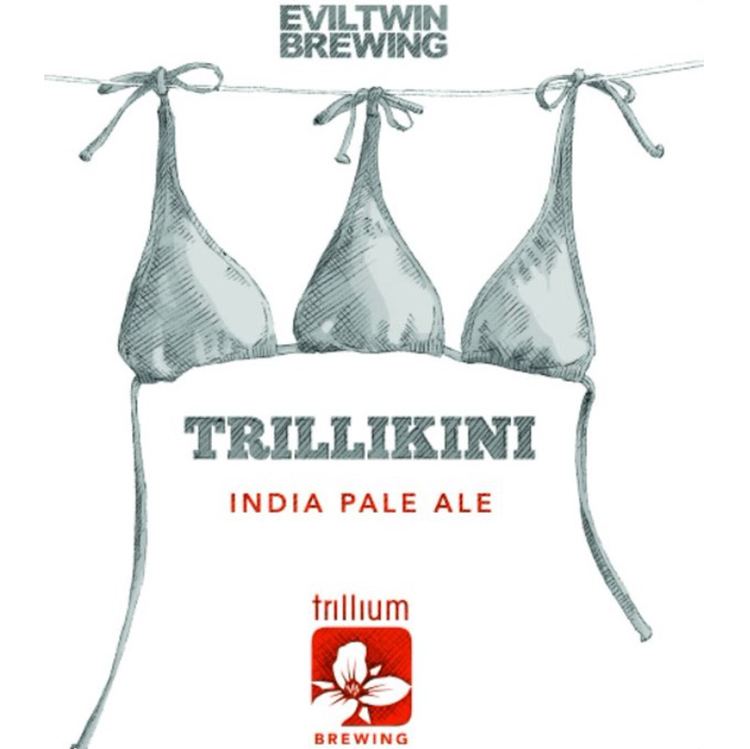 EVILTWIN
BREWING
TRILLIKINI
INDIA PALE ALE
trillium
BREWING